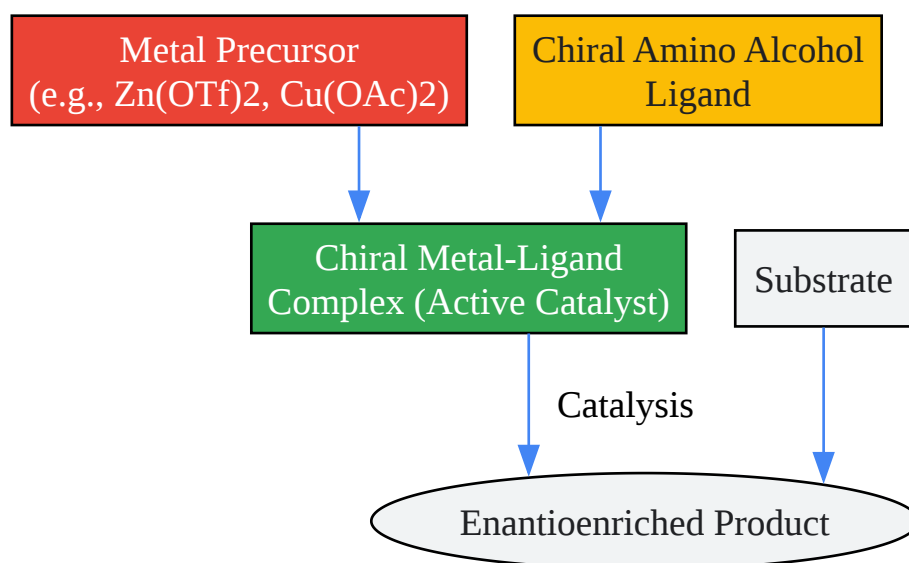 Metal Precursor
(e.g., Zn(OTf)2, Cu(OAc)2)
Chiral Amino Alcohol
Ligand
Chiral Metal-Ligand
Complex (Active Catalyst)
Substrate
Catalysis
Enantioenriched Product